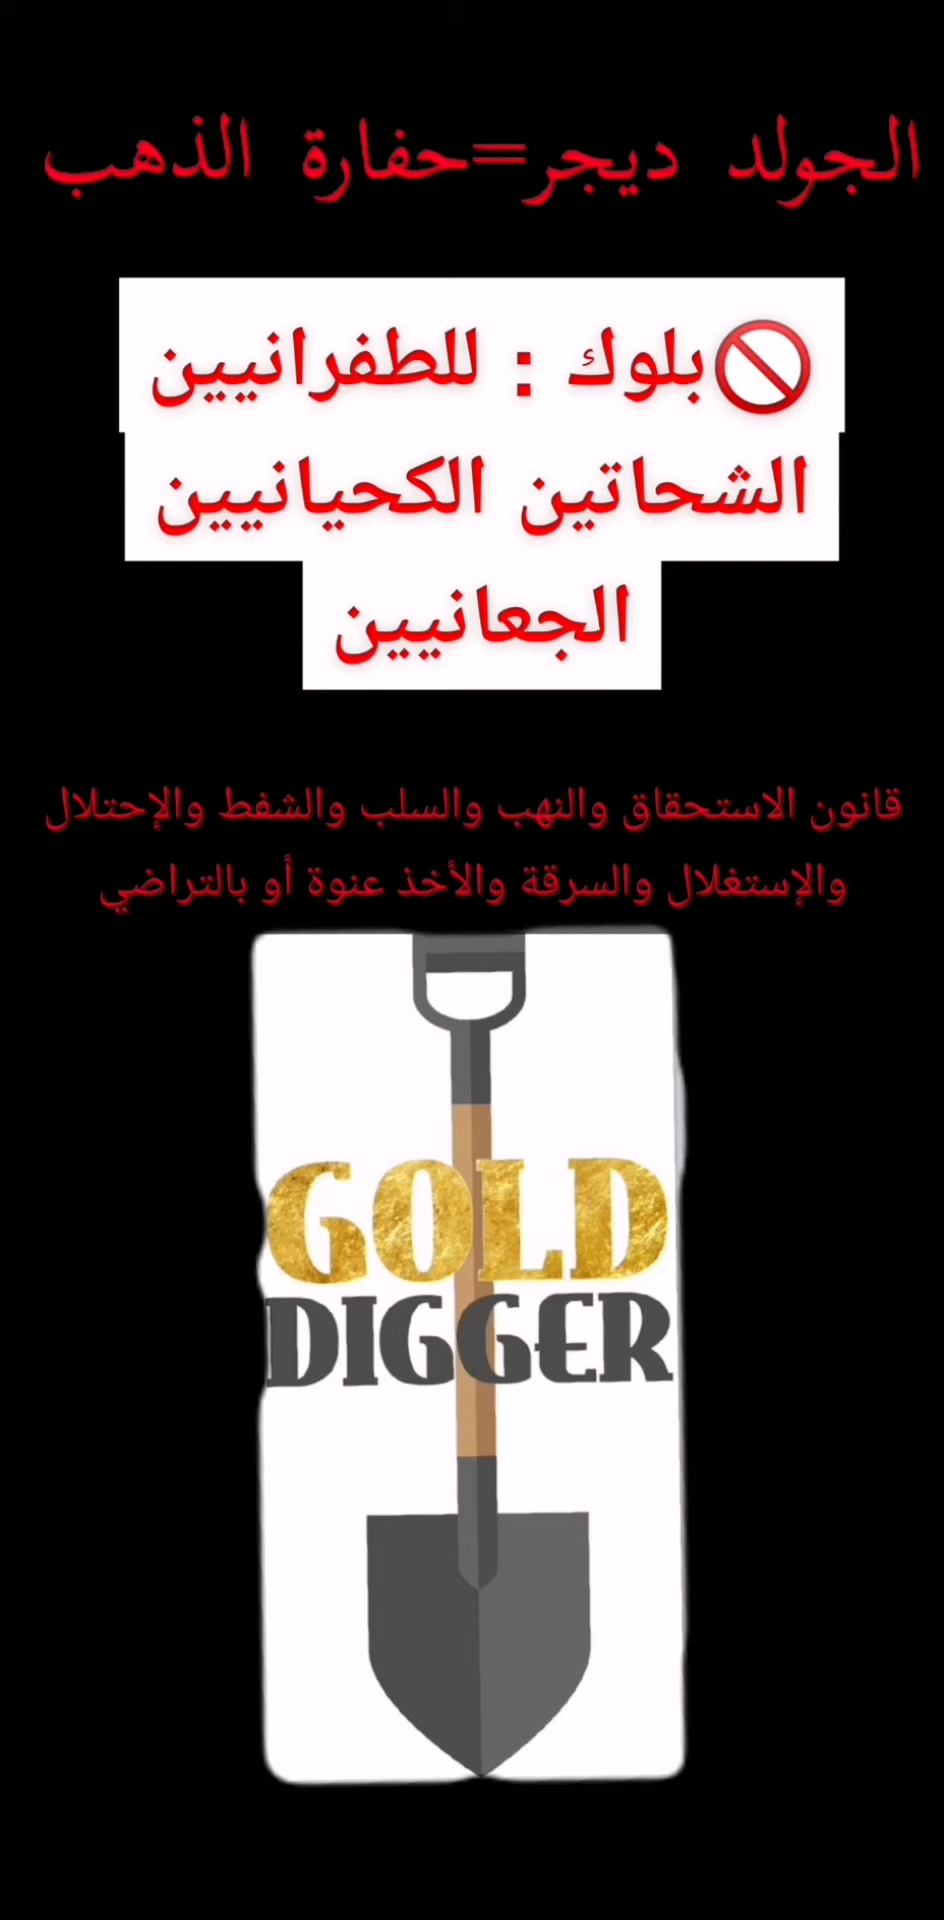 الجولد ديجر=حفارة الذهب
🚫بلوك : للطفرانيين
الشحاتين الكحيانيين
الجعانيين
قانون الاستحقاق والنهب والسلب والشفط والإحتلال
والإستغلال والسرقة والأخذ عنوة أو بالتراضي
GOLD
DIGGER